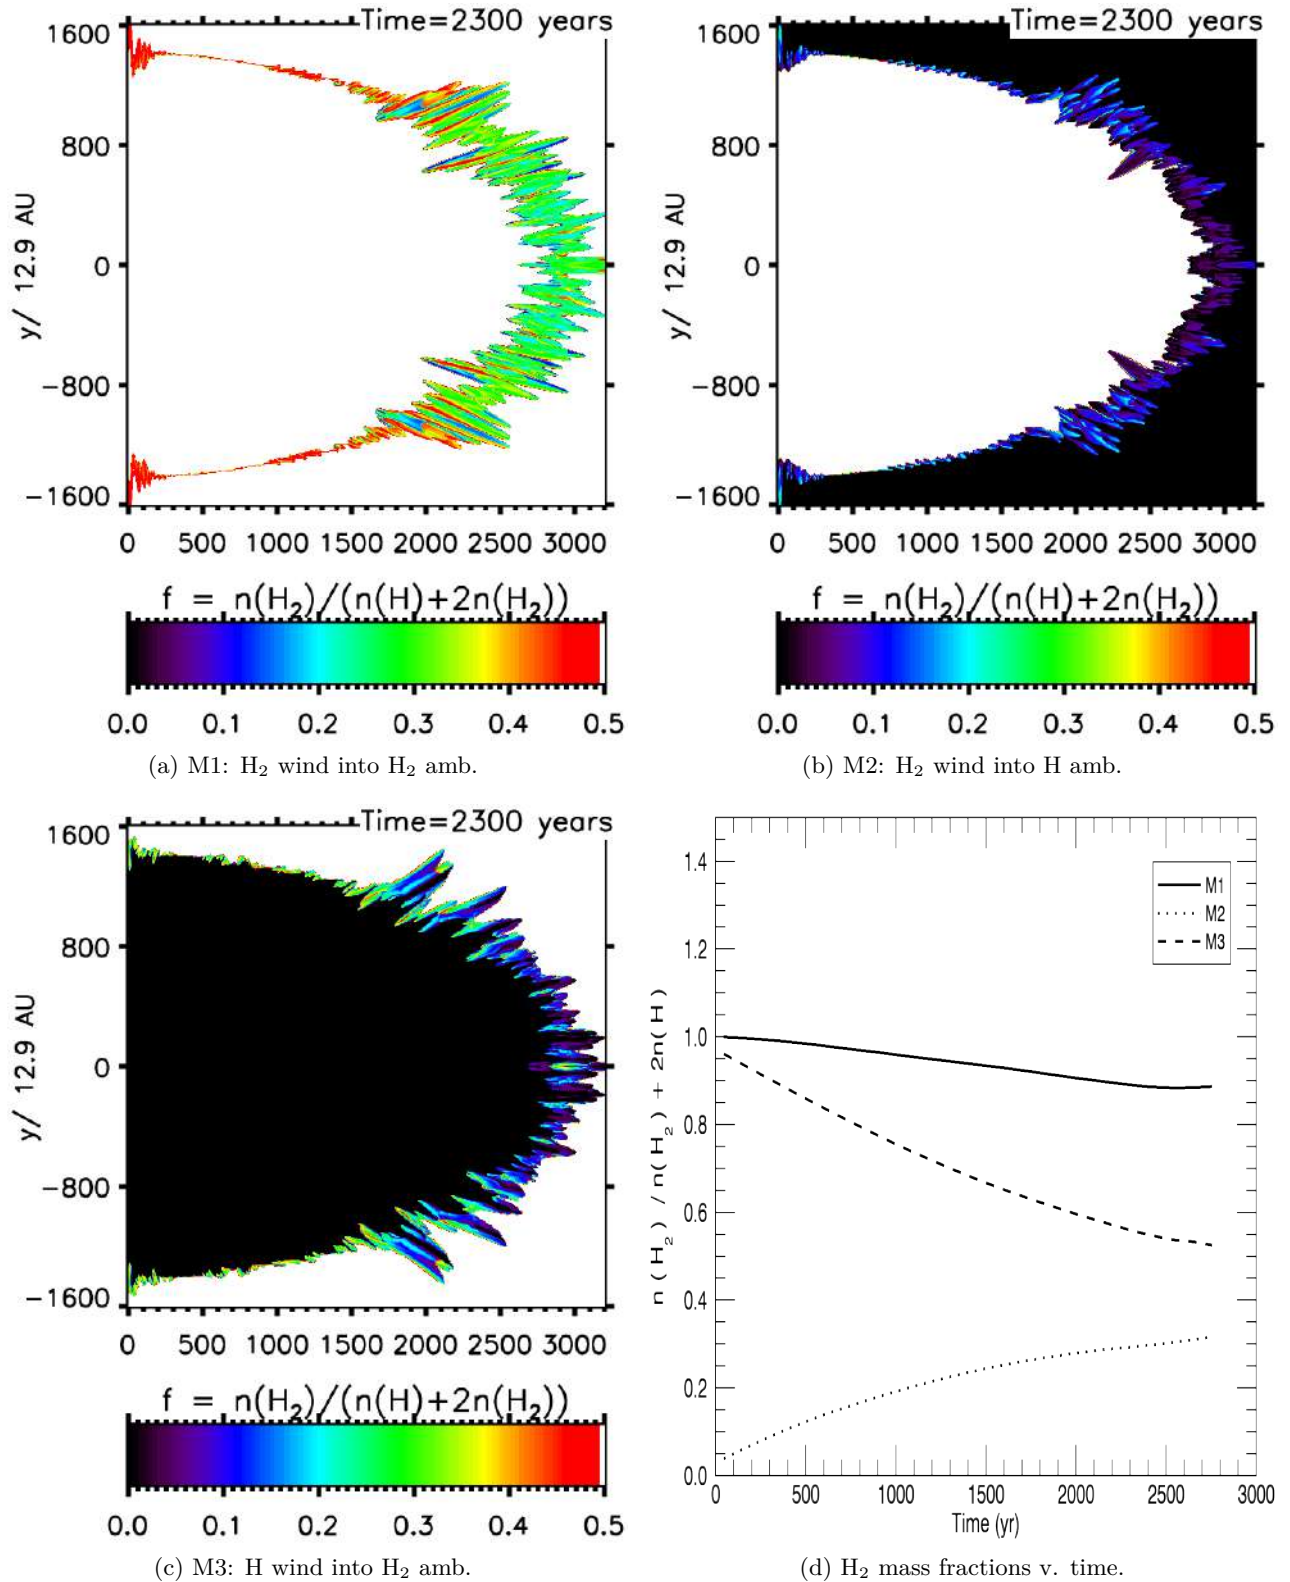 Time=2300 years
1600
800
0
−800
−1600
y/ 12.9 AU
0 500 1000 1500 2000 2500 3000
f = n(H₂)/(n(H)+2n(H₂))
0.0 0.1 0.2 0.3 0.4 0.5
(a) M1: H₂ wind into H₂ amb.
Time=2300 years
1600
800
0
−800
−1600
y/ 12.9 AU
0 500 1000 1500 2000 2500 3000
f = n(H₂)/(n(H)+2n(H₂))
0.0 0.1 0.2 0.3 0.4 0.5
(b) M2: H₂ wind into H amb.
Time=2300 years
1600
800
0
−800
−1600
y/ 12.9 AU
0 500 1000 1500 2000 2500 3000
f = n(H₂)/(n(H)+2n(H₂))
0.0 0.1 0.2 0.3 0.4 0.5
(c) M3: H wind into H₂ amb.
n(H₂) / n(H₂) + 2n(H)
1.4
1.2
1.0
0.8
0.6
0.4
0.2
0.0
M1
M2
M3
0 500 1000 1500 2000 2500 3000
Time (yr)
(d) H₂ mass fractions v. time.